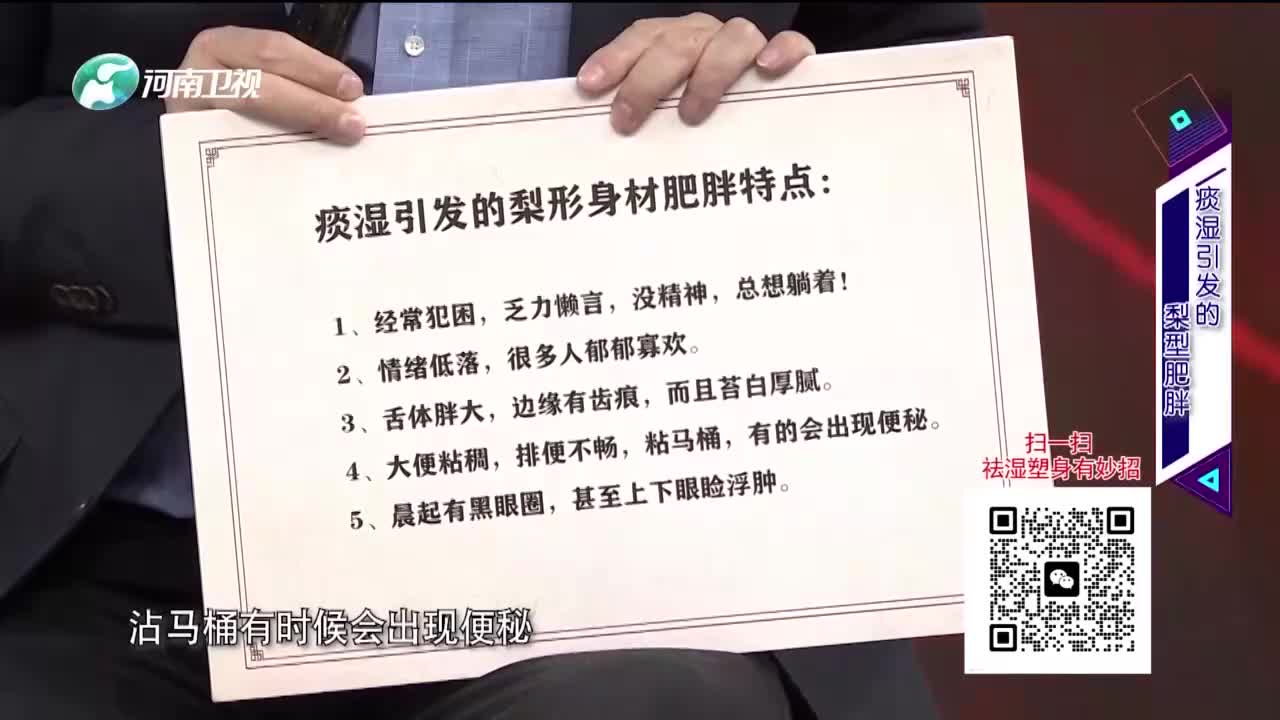 河南卫视
痰湿引发的梨形身材肥胖特点：
1、经常犯困，乏力懒言，没精神，总想躺着！
2、情绪低落，很多人郁郁寡欢。
3、舌体胖大，边缘有齿痕，而且苔白厚腻。
4、大便粘稠，排便不畅，粘马桶，有的会出现便秘。
5、晨起有黑眼圈，甚至上下眼睑浮肿。
痰湿引发的
梨型肥胖
扫一扫
祛湿塑身有妙招
沾马桶有时候会出现便秘